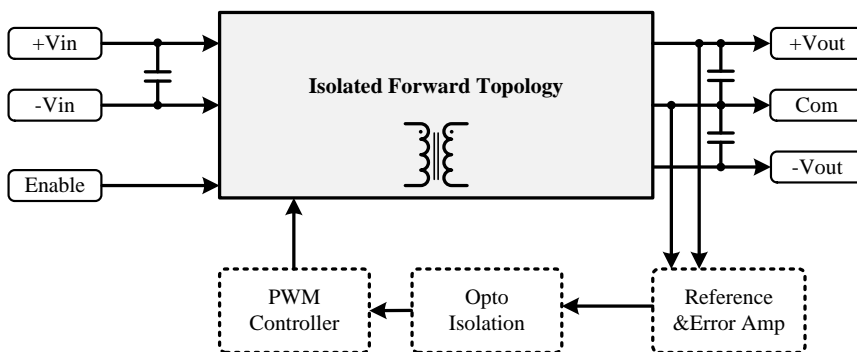 +Vin
+Vout
Isolated Forward Topology
-Vin
Com
-Vout
Enable
PWM
Controller
Opto
Isolation
Reference
&Error Amp